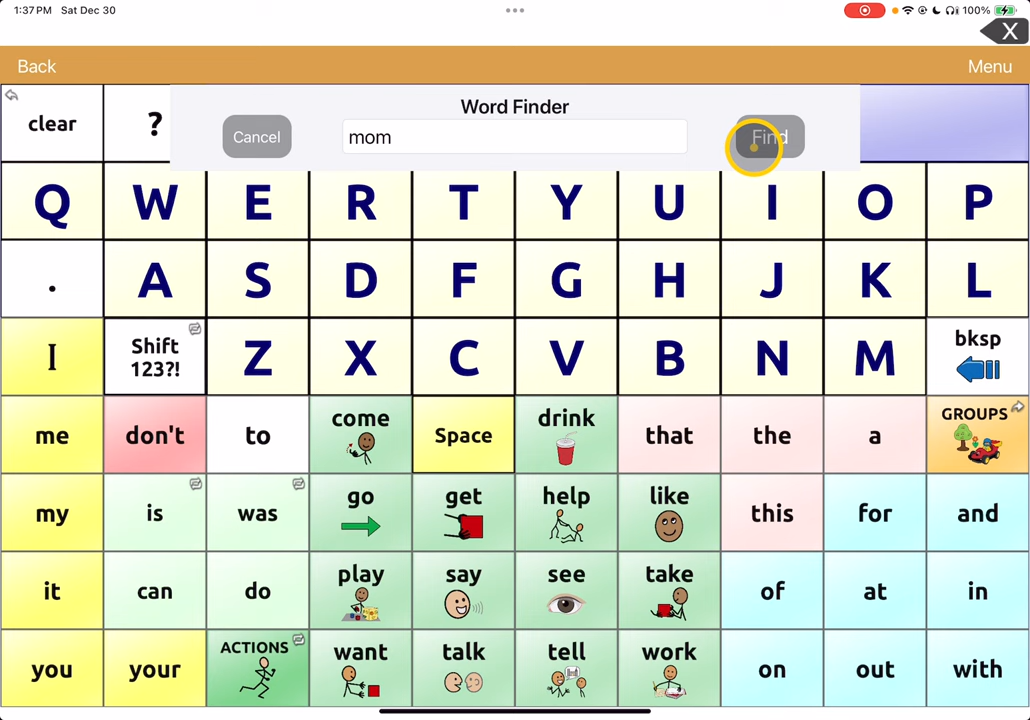 1:37 PM Sat Dec 30 100%
X
Back Menu
Word Finder
clear ? Cancel mom Find
Q W E R T Y U I O P
. A S D F G H J K L
I Shift 123?! Z X C V B N M bksp
me don't to come Space drink that the a GROUPS
my is was go get help like this for and
it can do play say see take of at in
you your ACTIONS want talk tell work on out with